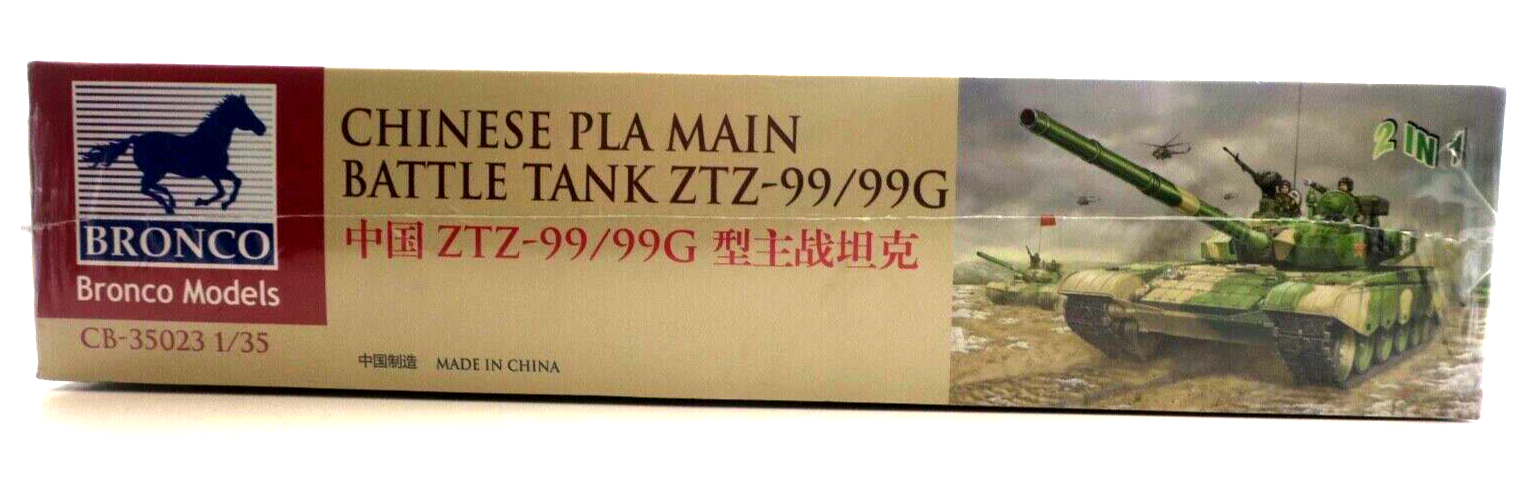 BRONCO
Bronco Models
CB-35023 1/35
CHINESE PLA MAIN
BATTLE TANK ZTZ-99/99G
中国 ZTZ-99/99G 型主战坦克
中国制造 MADE IN CHINA
2 IN 1